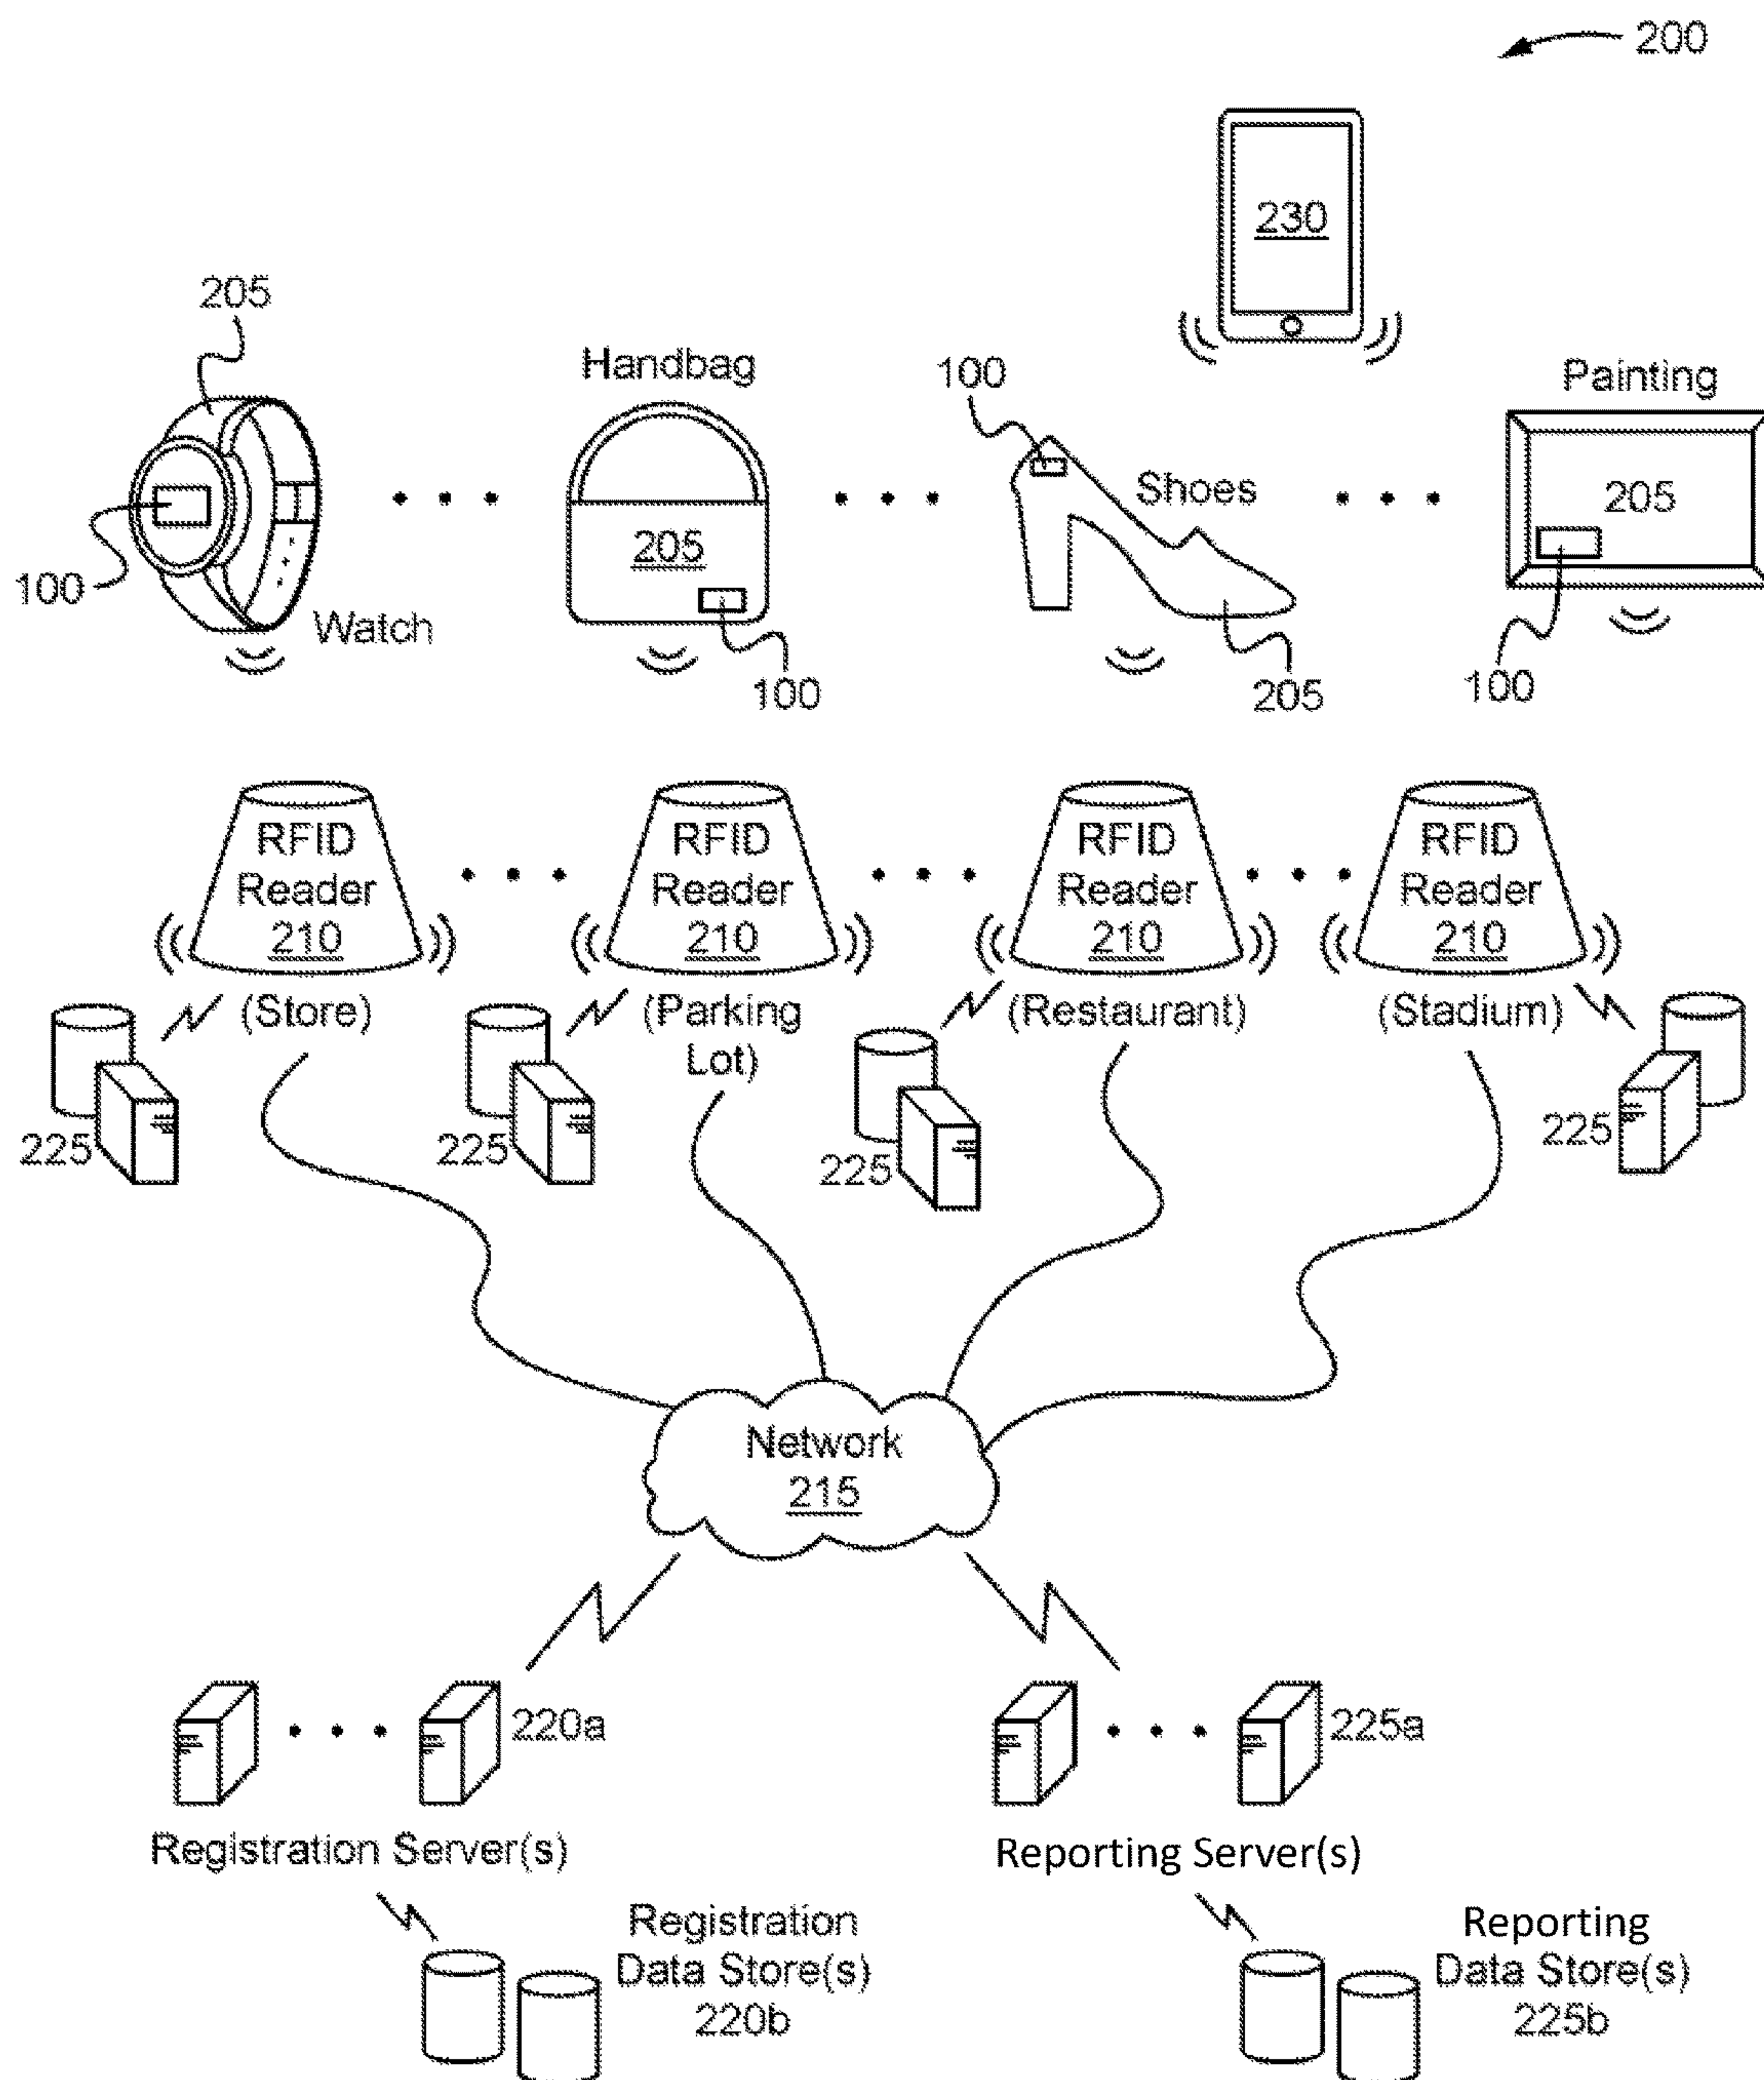 200
230
205
Handbag
100
Painting
Shoes
205
205
100
Watch
100
205
100
RFID
Reader
210
(Store)
RFID
Reader
210
(Parking
Lot)
RFID
Reader
210
(Restaurant)
RFID
Reader
210
(Stadium)
225
225
225
225
Network
215
220a
225a
Registration Server(s)
Reporting Server(s)
Registration
Data Store(s)
220b
Reporting
Data Store(s)
225b